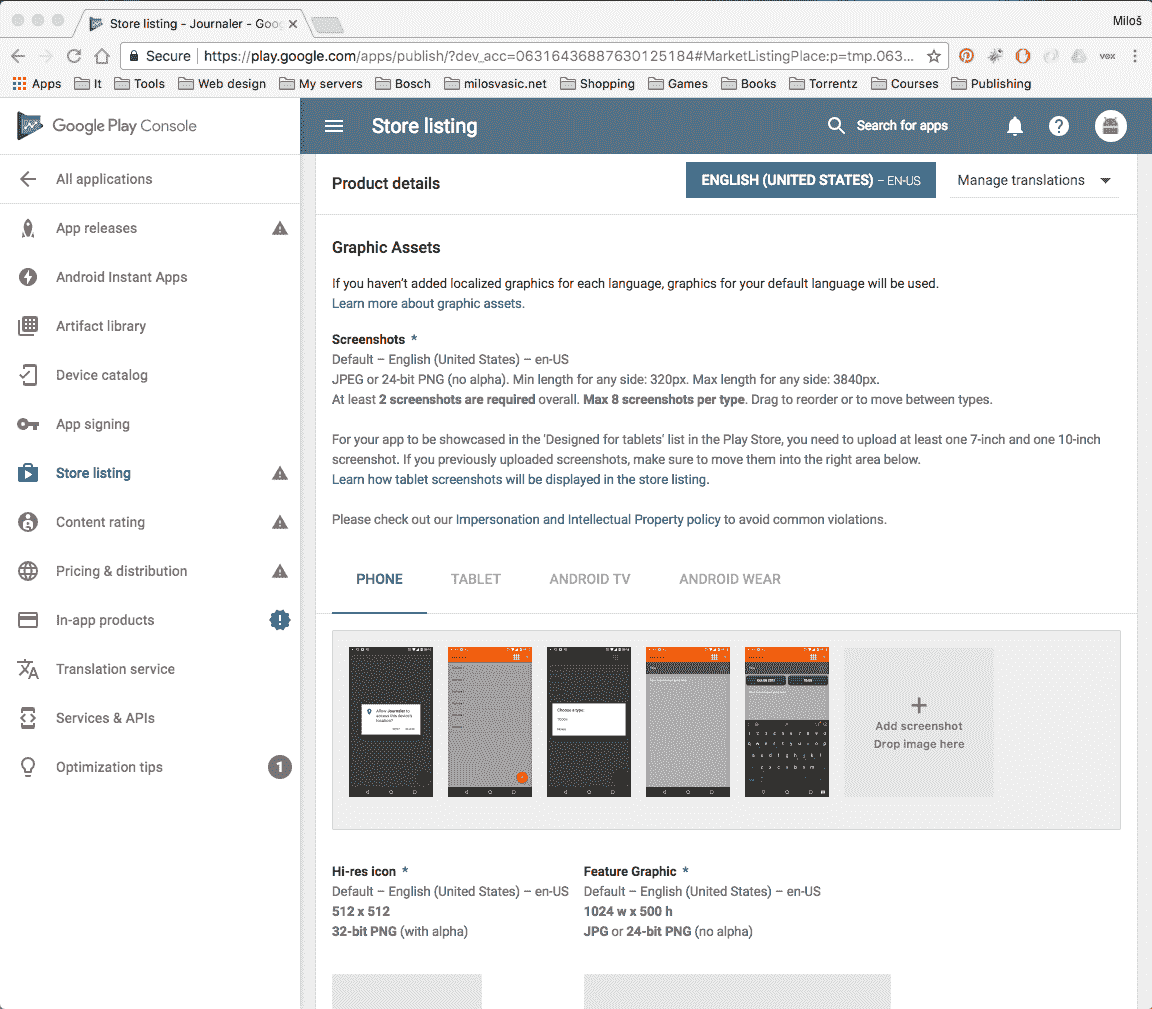 Store listing - Journaler - Goo
Miloš
Secure https://play.google.com/apps/publish/?dev_acc=06316436887630125184#MarketListingPlace:p=tmp.063...
Apps It Tools Web design My servers Bosch milosvasic.net Shopping Games Books Torrentz Courses Publishing
Google Play Console
Store listing
Search for apps
All applications
App releases
Android Instant Apps
Artifact library
Device catalog
App signing
Store listing
Content rating
Pricing & distribution
In-app products
Translation service
Services & APIs
Optimization tips 1
Product details
ENGLISH (UNITED STATES) – EN-US
Manage translations
Graphic Assets
If you haven't added localized graphics for each language, graphics for your default language will be used.
Learn more about graphic assets.
Screenshots *
Default – English (United States) – en-US
JPEG or 24-bit PNG (no alpha). Min length for any side: 320px. Max length for any side: 3840px.
At least 2 screenshots are required overall. Max 8 screenshots per type. Drag to reorder or to move between types.
For your app to be showcased in the 'Designed for tablets' list in the Play Store, you need to upload at least one 7-inch and one 10-inch
screenshot. If you previously uploaded screenshots, make sure to move them into the right area below.
Learn how tablet screenshots will be displayed in the store listing.
Please check out our Impersonation and Intellectual Property policy to avoid common violations.
PHONE TABLET ANDROID TV ANDROID WEAR
Allow Journaler to
access this device's
location?
Choose a type:
Add screenshot
Drop image here
Hi-res icon *
Default – English (United States) – en-US
512 x 512
32-bit PNG (with alpha)
Feature Graphic *
Default – English (United States) – en-US
1024 w x 500 h
JPG or 24-bit PNG (no alpha)